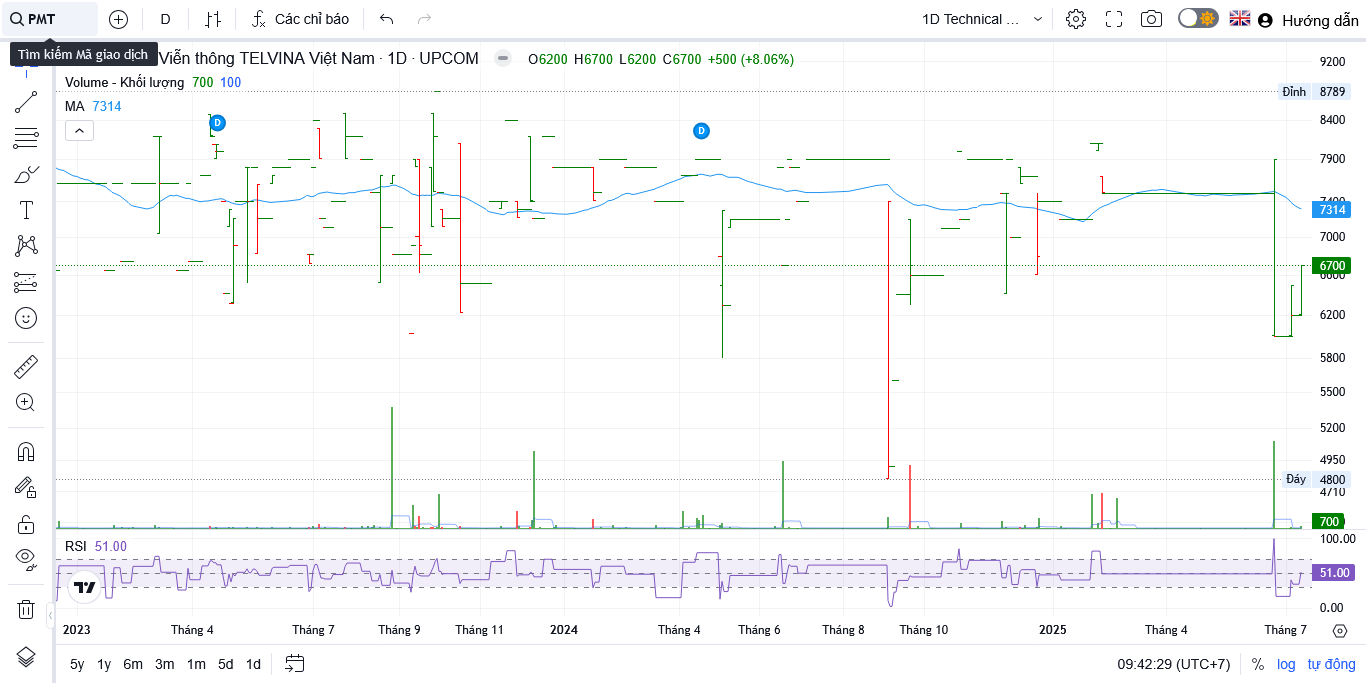 PMT
D
Các chỉ báo
1D Technical ...
Hướng dẫn
Tìm kiếm Mã giao dịch
Viễn thông TELVINA Việt Nam · 1D · UPCOM
O6200 H6700 L6200 C6700 +500 (+8.06%)
Volume - Khối lượng 700 100
MA 7314
D
D
9200
Đỉnh 8789
8400
7900
7400
7314
7000
6700
6600
6200
5800
5500
5200
4950
Đáy 4800
4710
700
RSI 51.00
100.00
51.00
0.00
2023 Tháng 4 Tháng 7 Tháng 9 Tháng 11 2024 Tháng 4 Tháng 6 Tháng 8 Tháng 10 2025 Tháng 4 Tháng 7
5y 1y 6m 3m 1m 5d 1d
09:42:29 (UTC+7) % log tự động